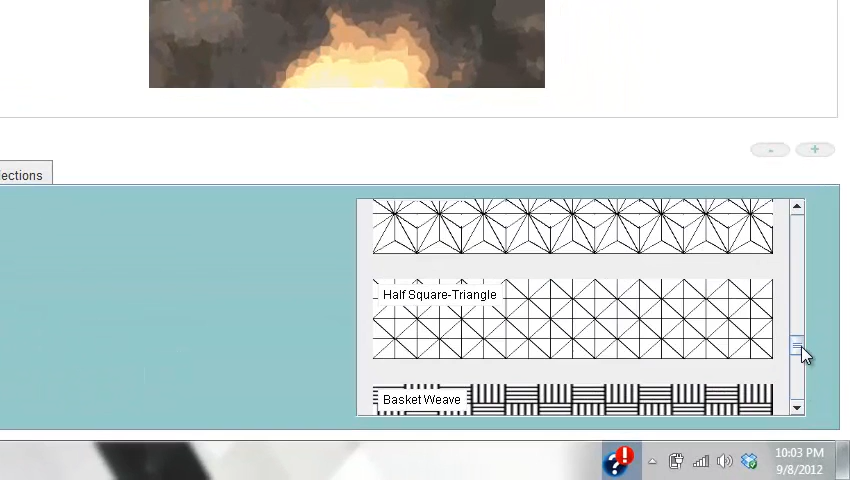 - +
ections
Half Square-Triangle
Basket Weave
10:03 PM
9/8/2012